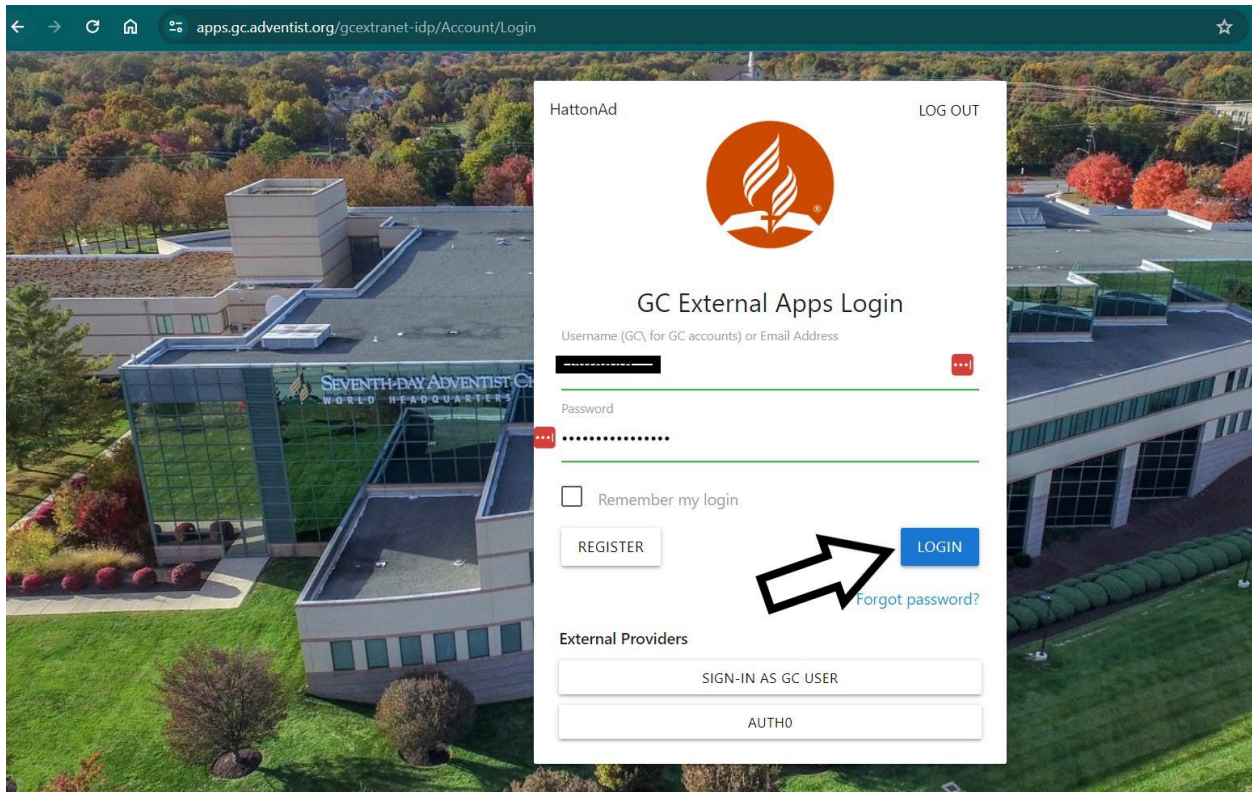 apps.gc.adventist.org/gcextranet-idp/Account/Login
HattonAd
LOG OUT
®
GC External Apps Login
Username (GC\ for GC accounts) or Email Address
Password
Remember my login
REGISTER
LOGIN
Forgot password?
External Providers
SIGN-IN AS GC USER
AUTH0
SEVENTH-DAY ADVENTIST CH
WORLD HEADQUARTERS